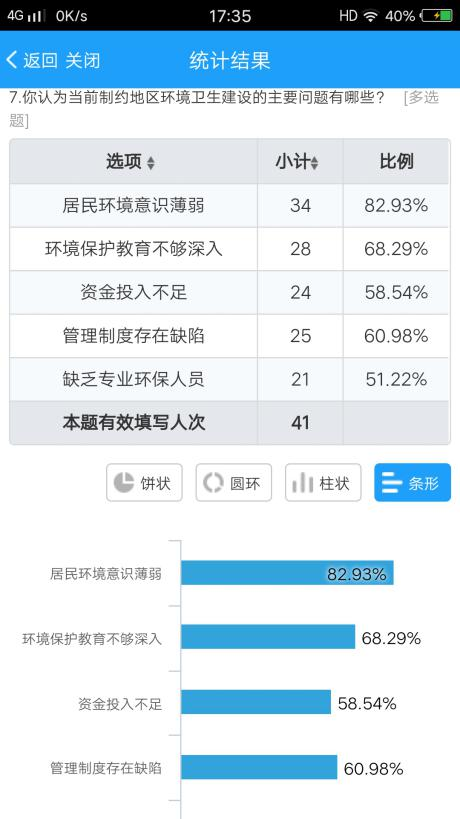 4G 0K/s 17:35 HD 40%
返回 关闭 统计结果
7.你认为当前制约地区环境卫生建设的主要问题有哪些? [多选
题]
选项 小计 比例
居民环境意识薄弱 34 82.93%
环境保护教育不够深入 28 68.29%
资金投入不足 24 58.54%
管理制度存在缺陷 25 60.98%
缺乏专业环保人员 21 51.22%
本题有效填写人次 41
饼状 圆环 柱状 条形
居民环境意识薄弱 82.93%
环境保护教育不够深入 68.29%
资金投入不足 58.54%
管理制度存在缺陷 60.98%